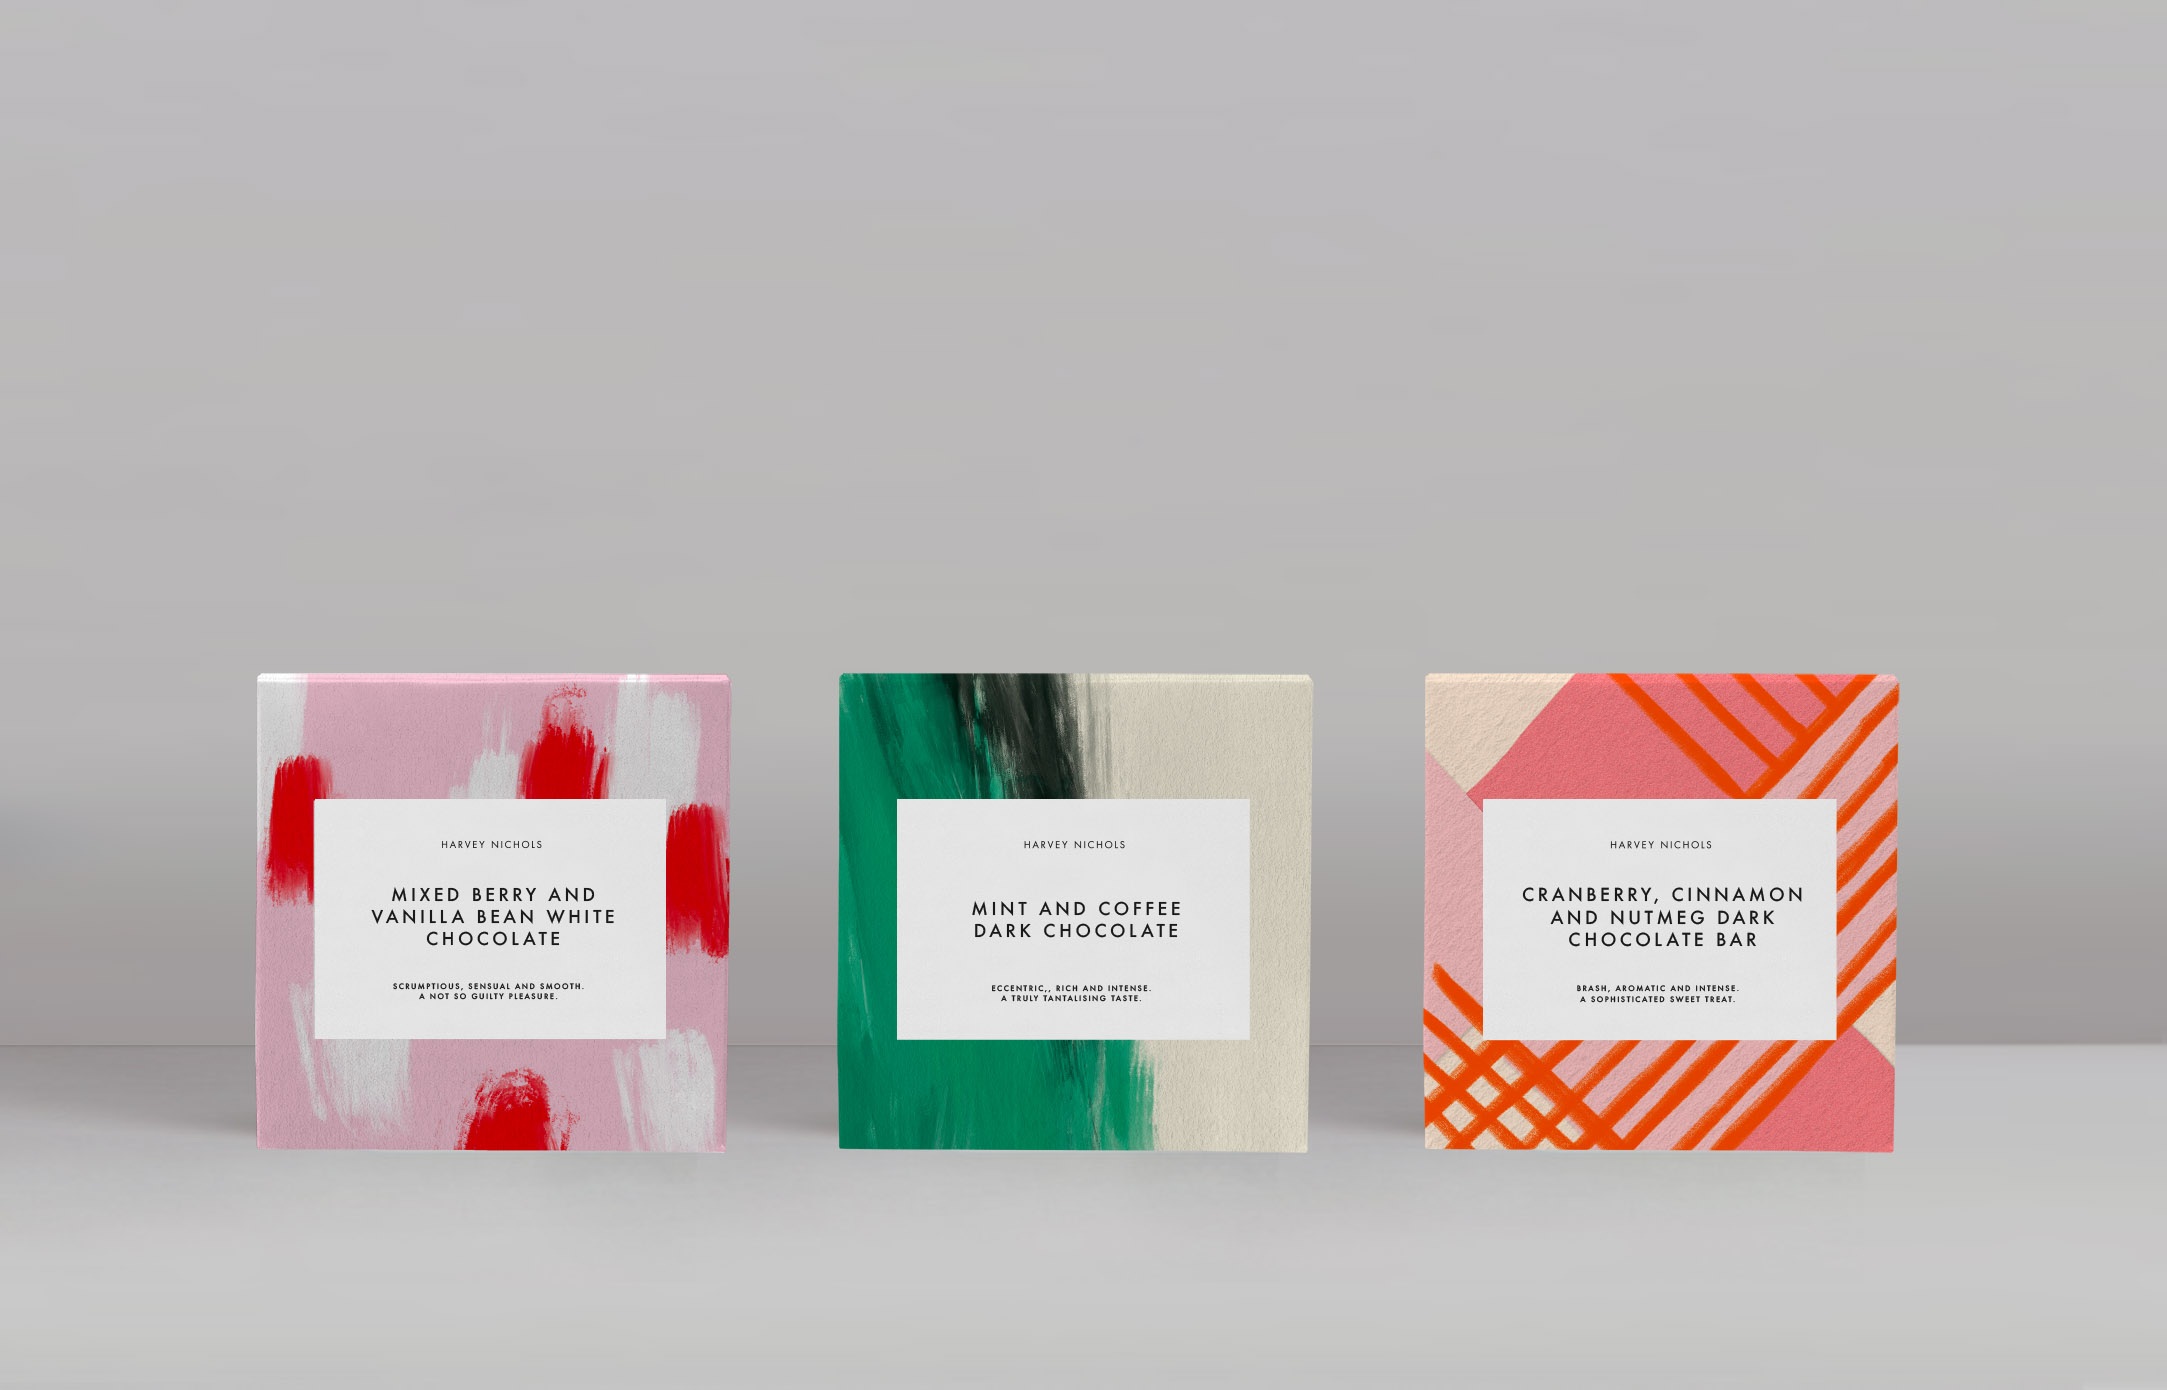 HARVEY NICHOLS
MIXED BERRY AND
VANILLA BEAN WHITE
CHOCOLATE
SCRUMPTIOUS, SENSUAL AND SMOOTH.
A NOT SO GUILTY PLEASURE.
HARVEY NICHOLS
MINT AND COFFEE
DARK CHOCOLATE
ECCENTRIC,, RICH AND INTENSE.
A TRULY TANTALISING TASTE.
HARVEY NICHOLS
CRANBERRY, CINNAMON
AND NUTMEG DARK
CHOCOLATE BAR
BRASH, AROMATIC AND INTENSE.
A SOPHISTICATED SWEET TREAT.